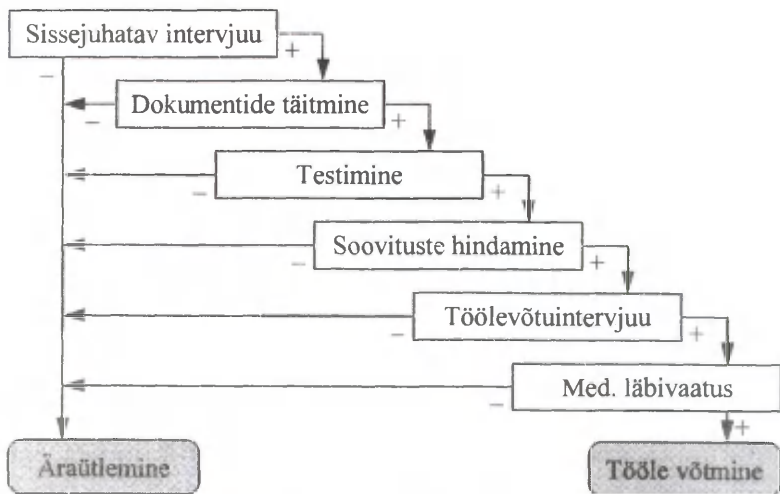 Sissejuhatav intervjuu
+
−
Dokumentide täitmine
−
+
Testimine
−
+
Soovituste hindamine
−
+
Töölevõtuintervjuu
−
+
Med. läbivaatus
−
+
Äraütlemine
Tööle võtmine